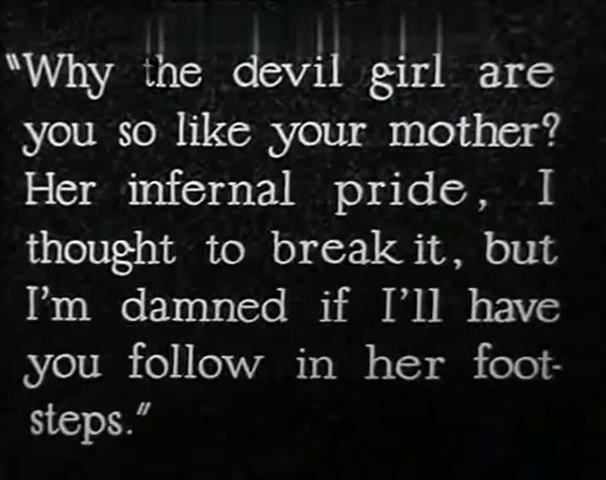 "Why the devil girl are
you so like your mother?
Her infernal pride, I
thought to break it, but
I'm damned if I'll have
you follow in her foot-
steps."